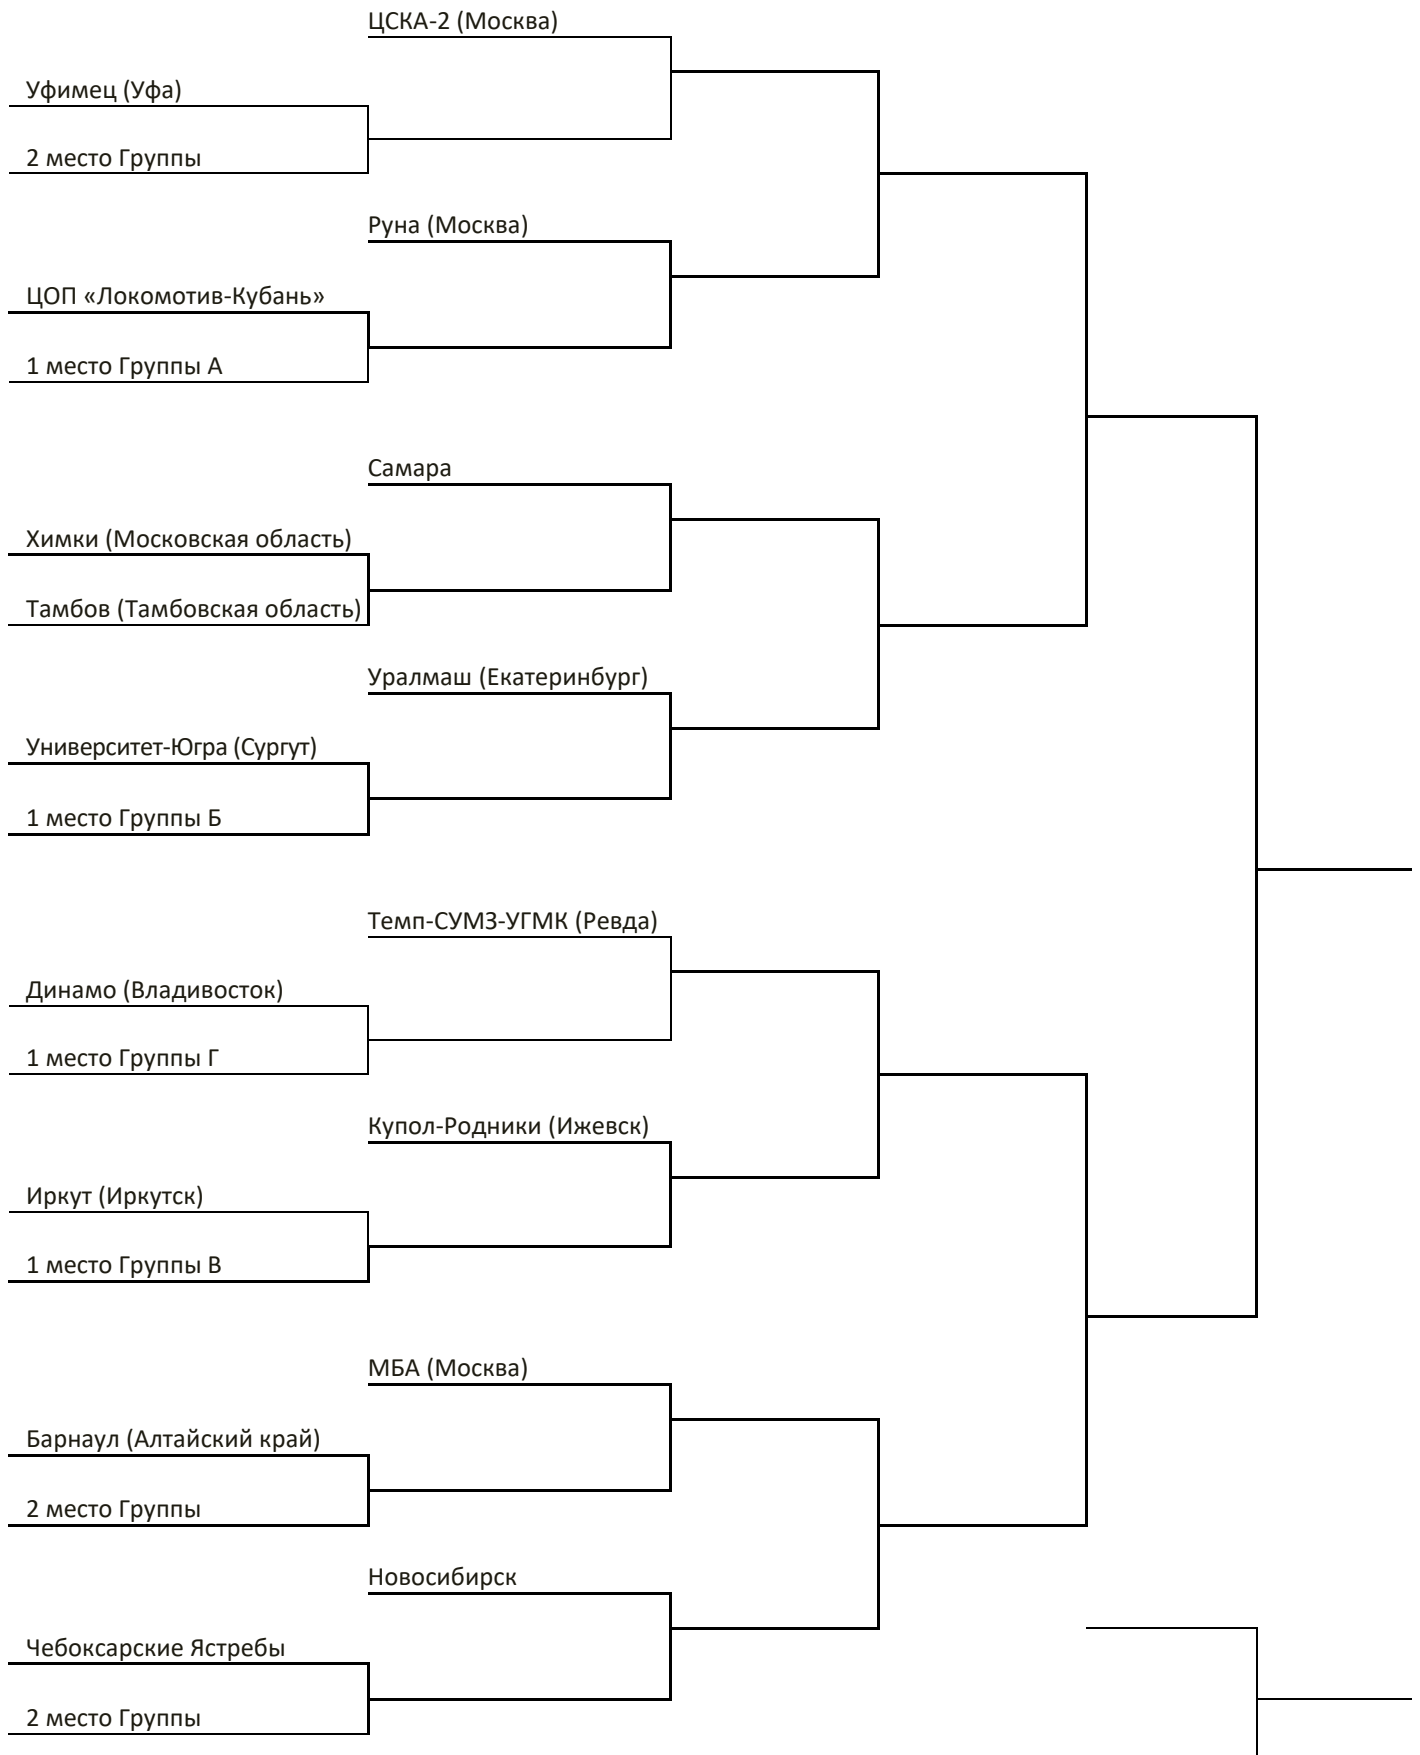 ЦСКА-2 (Москва)
Уфимец (Уфа)
2 место Группы
Руна (Москва)
ЦОП «Локомотив-Кубань»
1 место Группы А
Самара
Химки (Московская область)
Тамбов (Тамбовская область)
Уралмаш (Екатеринбург)
Университет-Югра (Сургут)
1 место Группы Б
Темп-СУМЗ-УГМК (Ревда)
Динамо (Владивосток)
1 место Группы Г
Купол-Родники (Ижевск)
Иркут (Иркутск)
1 место Группы В
МБА (Москва)
Барнаул (Алтайский край)
2 место Группы
Новосибирск
Чебоксарские Ястребы
2 место Группы